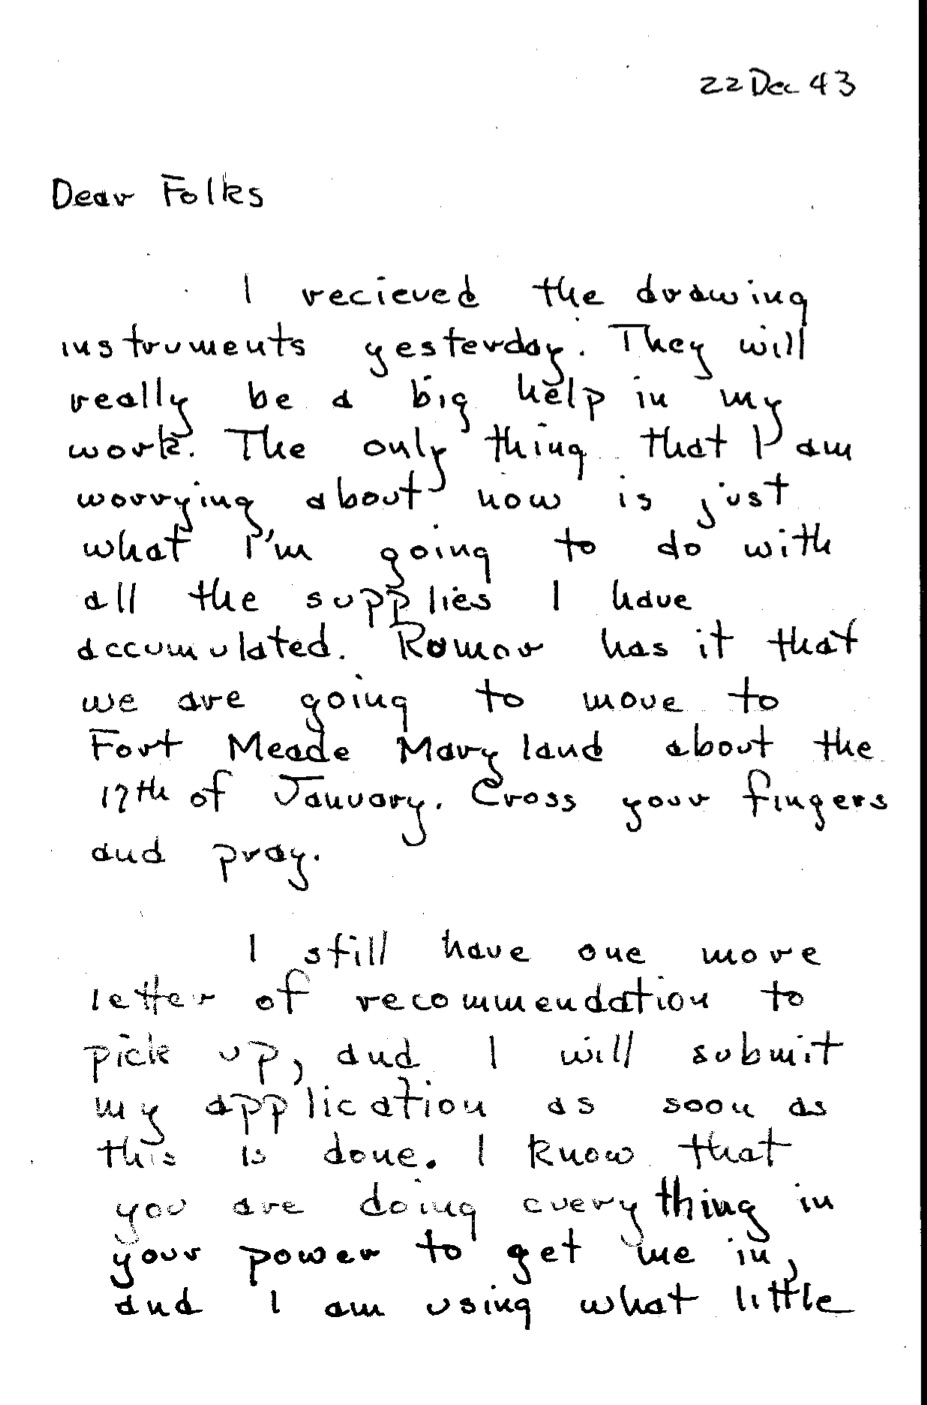 22 Dec 43
Dear Folks
I recieved the drawing
instruments yesterday. They will
really be a big help in my
work. The only thing that I am
worrying about now is just
what I'm going to do with
all the supplies I have
accumulated. Romor has it that
we are going to move to
Fort Meade Maryland about the
17th of January. Cross your fingers
and pray.
I still have one more
letter of recommendation to
pick up, and I will submit
my application as soon as
this is done. I know that
you are doing everything in
your power to get me in,
and I am using what little